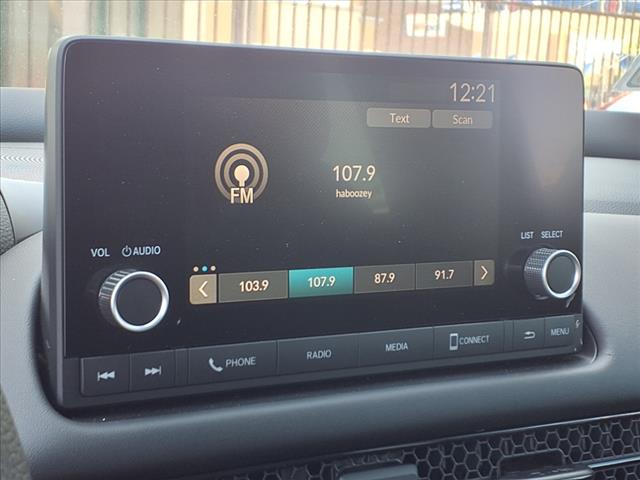 12:21
Text Scan
107.9
haboozey
FM
LIST SELECT
VOL AUDIO
103.9 107.9 87.9 91.7
PHONE RADIO MEDIA CONNECT MENU